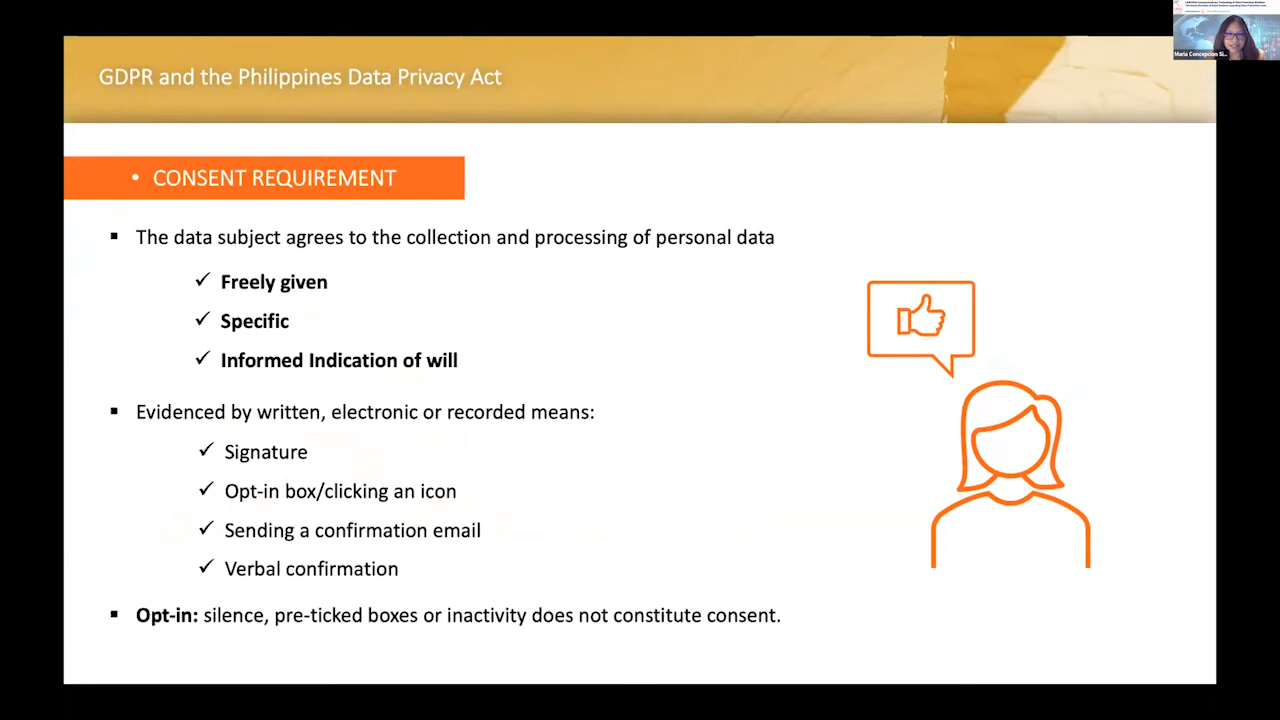 GDPR and the Philippines Data Privacy Act
• CONSENT REQUIREMENT
▪ The data subject agrees to the collection and processing of personal data
✓ Freely given
✓ Specific
✓ Informed Indication of will
▪ Evidenced by written, electronic or recorded means:
✓ Signature
✓ Opt-in box/clicking an icon
✓ Sending a confirmation email
✓ Verbal confirmation
▪ Opt-in: silence, pre-ticked boxes or inactivity does not constitute consent.
Maria Concepcion Si...